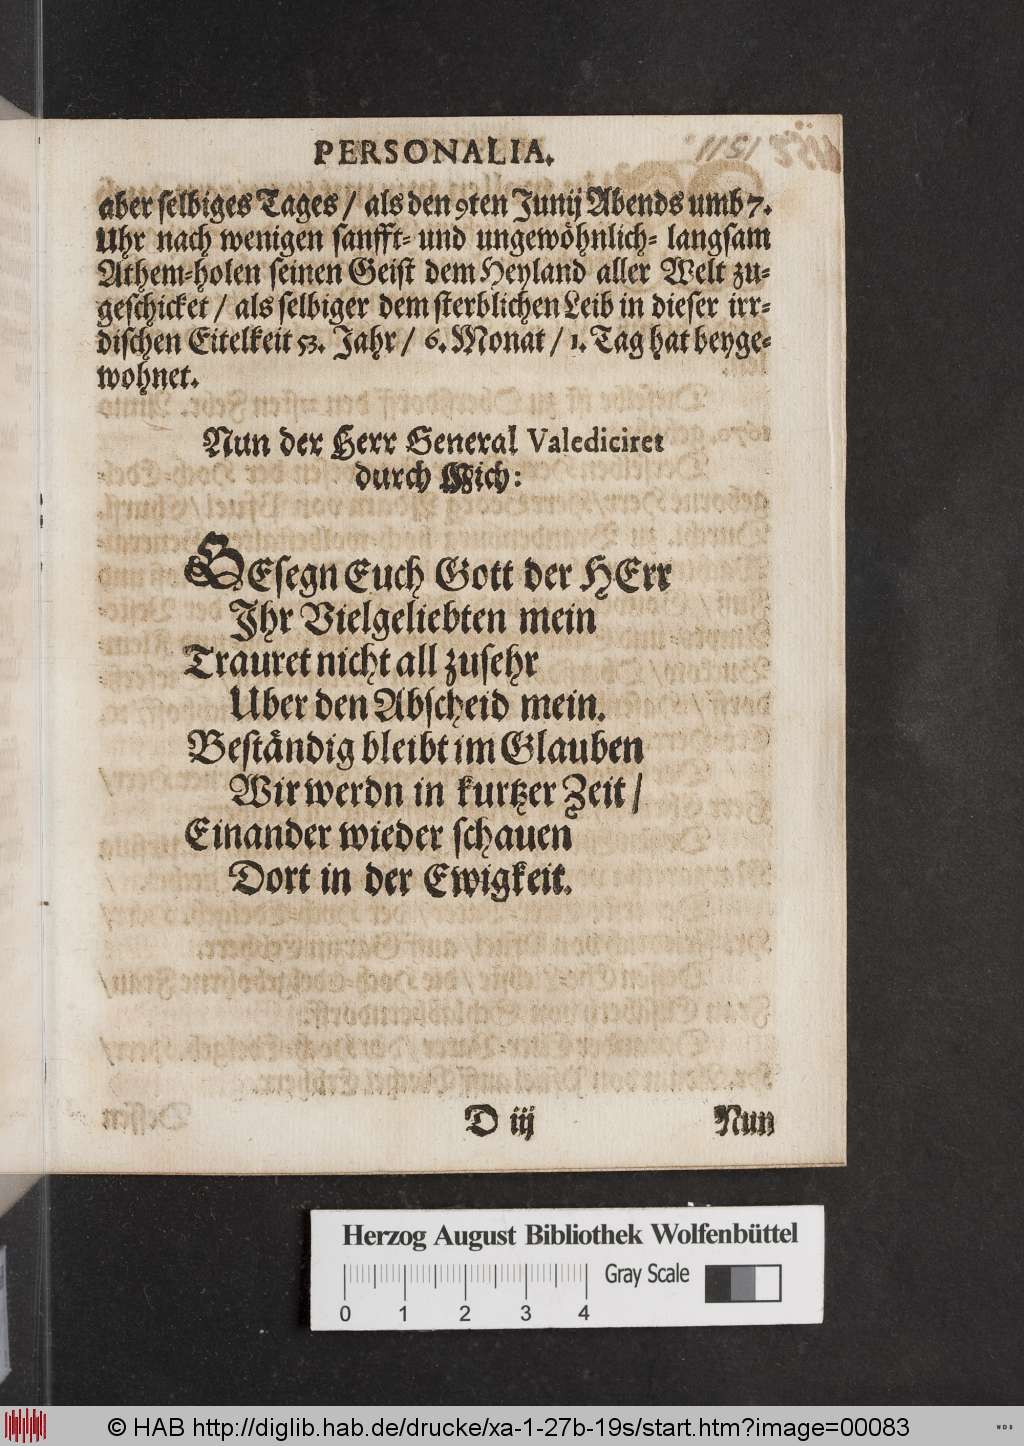 PERSONALIA.
aber selbiges Tages / als den 9ten Junij Abends umb 7.
Uhr nach wenigen sanfft- und ungewöhnlich- langsam
Athem-holen seinen Geist dem Heyland aller Welt zu-
geschicket / als selbiger dem sterblichen Leib in dieser irr-
dischen Eitelkeit 53. Jahr / 6. Monat / 1. Tag hat beyge-
wohnet.
Nun der Herr General Valediciret
durch Mich:
GEsegn Euch Gott der HErr
Ihr Vielgeliebten mein
Trauret nicht all zusehr
Uber den Abscheid mein.
Beständig bleibt im Glauben
Wir werdn in kurtzer Zeit /
Einander wieder schauen
Dort in der Ewigkeit.
D iij
Nun
Herzog August Bibliothek Wolfenbüttel
Gray Scale
0 1 2 3 4
© HAB http://diglib.hab.de/drucke/xa-1-27b-19s/start.htm?image=00083